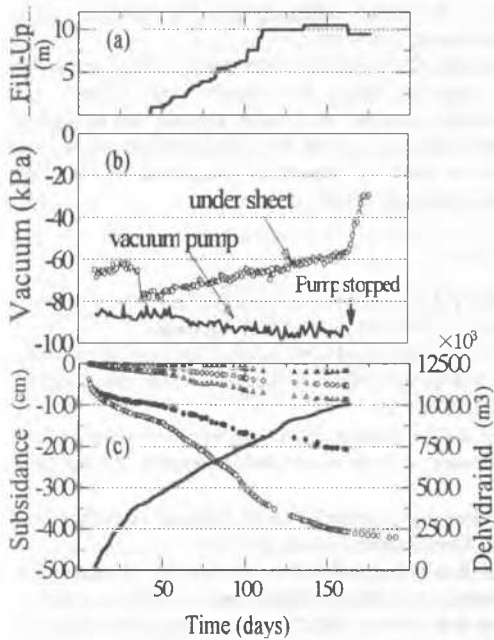 Fill-Up
(m)
10
5
0
(a)
Vacuum (kPa)
0
-20
-40
-60
-80
-100
(b)
under sheet
vacuum pump
Pump stopped
Subsidance (cm)
0
-100
-200
-300
-400
-500
(c)
×10³
12500
10000
7500
5000
2500
0
Dehydraind (m3)
50
100
150
Time (days)